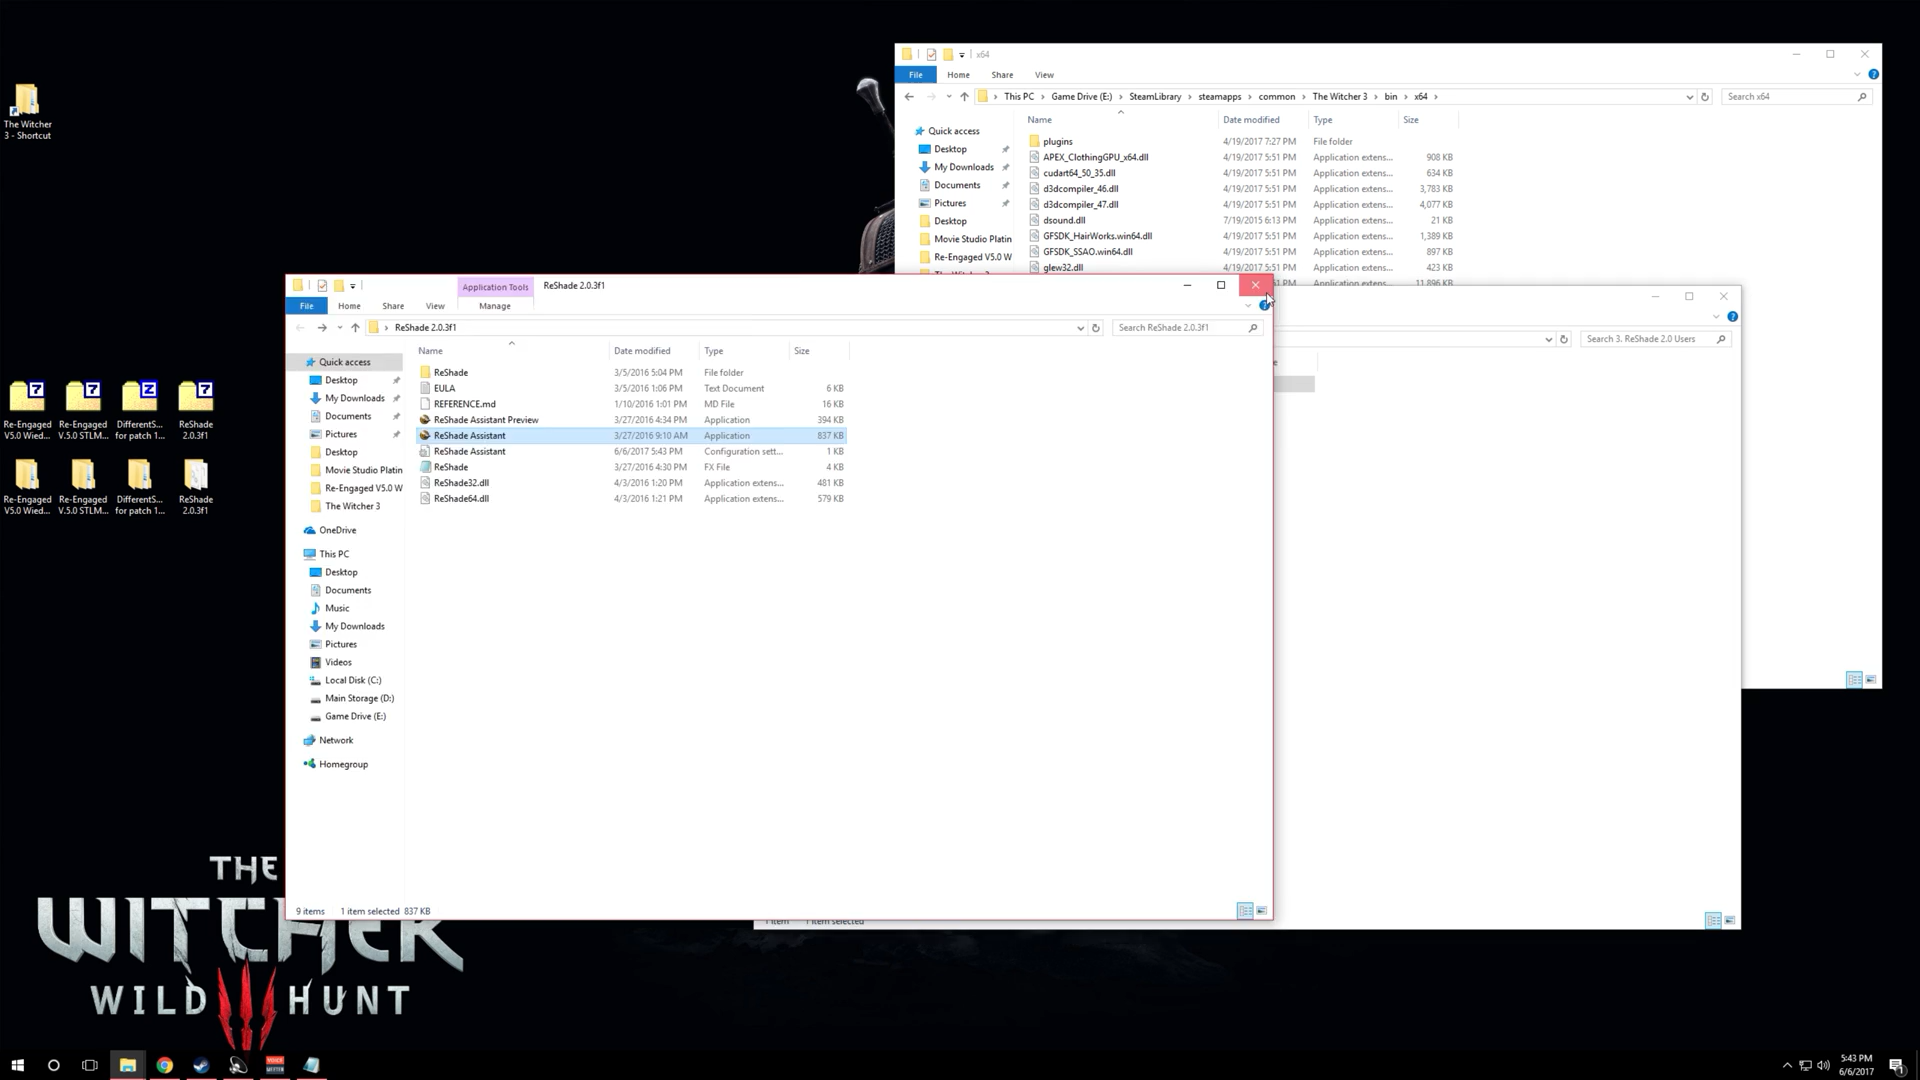 The Witcher
3 - Shortcut
Re-Engaged
V5.0 Wied...
Re-Engaged
V.5.0 STLM...
DifferentS...
for patch 1...
ReShade
2.0.3f1
Re-Engaged
V5.0 Wied...
Re-Engaged
V.5.0 STLM...
DifferentS...
for patch 1...
ReShade
2.0.3f1
x64
File Home Share View
This PC > Game Drive (E:) > SteamLibrary > steamapps > common > The Witcher 3 > bin > x64 >
Search x64
Name Date modified Type Size
Quick access
Desktop
My Downloads
Documents
Pictures
Desktop
Movie Studio Platin
Re-Engaged V5.0 W
plugins 4/19/2017 7:27 PM File folder
APEX_ClothingGPU_x64.dll 4/19/2017 5:51 PM Application extens... 908 KB
cudart64_50_35.dll 4/19/2017 5:51 PM Application extens... 634 KB
d3dcompiler_46.dll 4/19/2017 5:51 PM Application extens... 3,783 KB
d3dcompiler_47.dll 4/19/2017 5:51 PM Application extens... 4,077 KB
dsound.dll 7/19/2015 6:13 PM Application extens... 21 KB
GFSDK_HairWorks.win64.dll 4/19/2017 5:51 PM Application extens... 1,389 KB
GFSDK_SSAO.win64.dll 4/19/2017 5:51 PM Application extens... 897 KB
glew32.dll 4/19/2017 5:51 PM Application extens... 423 KB
Application extens... 11,896 KB
Application Tools
ReShade 2.0.3f1
File Home Share View Manage
ReShade 2.0.3f1
Search ReShade 2.0.3f1
Search 3. ReShade 2.0 Users
Name Date modified Type Size
Quick access
Desktop
My Downloads
Documents
Pictures
Desktop
Movie Studio Platin
Re-Engaged V5.0 W
The Witcher 3
OneDrive
This PC
Desktop
Documents
Music
My Downloads
Pictures
Videos
Local Disk (C:)
Main Storage (D:)
Game Drive (E:)
Network
Homegroup
ReShade 3/5/2016 5:04 PM File folder
EULA 3/5/2016 1:06 PM Text Document 6 KB
REFERENCE.md 1/10/2016 1:01 PM MD File 16 KB
ReShade Assistant Preview 3/27/2016 4:34 PM Application 394 KB
ReShade Assistant 3/27/2016 9:10 AM Application 837 KB
ReShade Assistant 6/6/2017 5:43 PM Configuration sett... 1 KB
ReShade 3/27/2016 4:30 PM FX File 4 KB
ReShade32.dll 4/3/2016 1:20 PM Application extens... 481 KB
ReShade64.dll 4/3/2016 1:21 PM Application extens... 579 KB
9 items 1 item selected 837 KB
1 item 1 item selected
THE
WITCHER
WILD HUNT
5:43 PM
6/6/2017